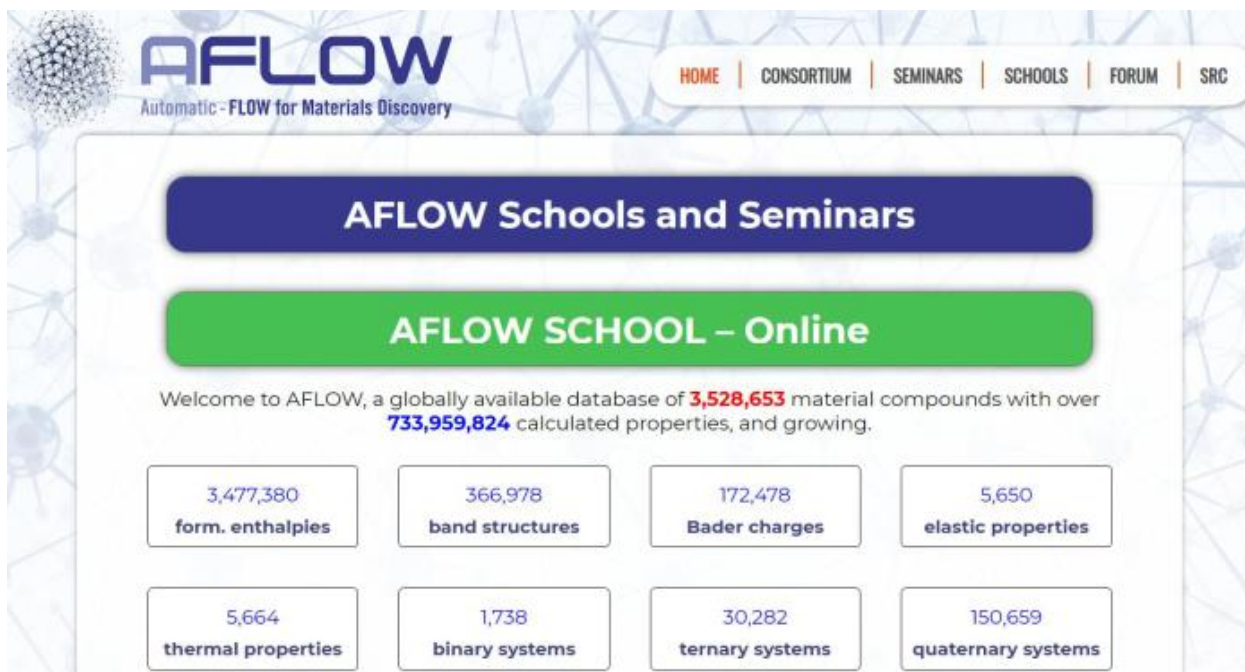 AFLOW
Automatic - FLOW for Materials Discovery
HOME
CONSORTIUM
SEMINARS
SCHOOLS
FORUM
SRC
AFLOW Schools and Seminars
AFLOW SCHOOL – Online
Welcome to AFLOW, a globally available database of 3,528,653 material compounds with over
733,959,824 calculated properties, and growing.
3,477,380
form. enthalpies
366,978
band structures
172,478
Bader charges
5,650
elastic properties
5,664
thermal properties
1,738
binary systems
30,282
ternary systems
150,659
quaternary systems